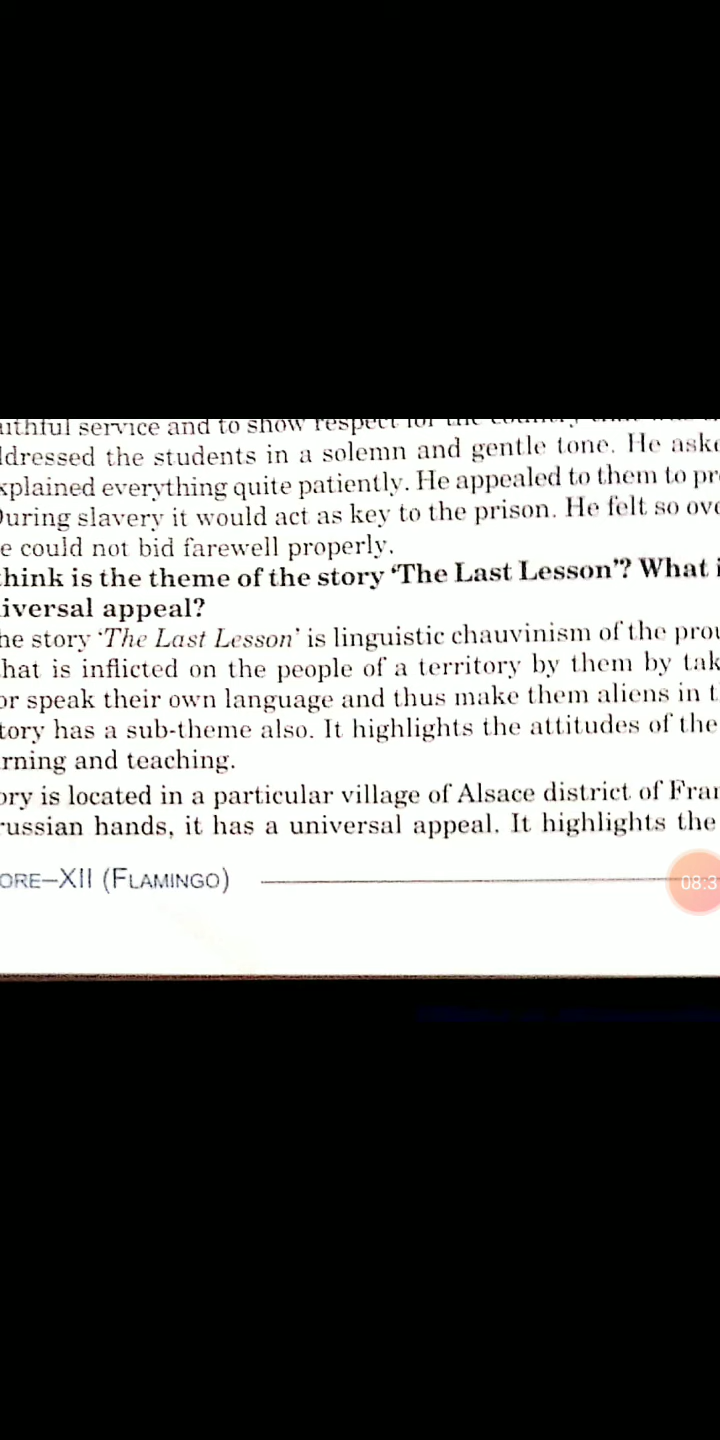 aithful service and to show respect for the
ldressed the students in a solemn and gentle tone. He aske
xplained everything quite patiently. He appealed to them to pr
During slavery it would act as key to the prison. He felt so ove
e could not bid farewell properly.
think is the theme of the story ‘The Last Lesson’? What i
iversal appeal?
he story ‘The Last Lesson’ is linguistic chauvinism of the prou
hat is inflicted on the people of a territory by them by tak
or speak their own language and thus make them aliens in t
tory has a sub-theme also. It highlights the attitudes of the
rning and teaching.
ory is located in a particular village of Alsace district of Fran
russian hands, it has a universal appeal. It highlights the
ORE–XII (FLAMINGO)
08:3